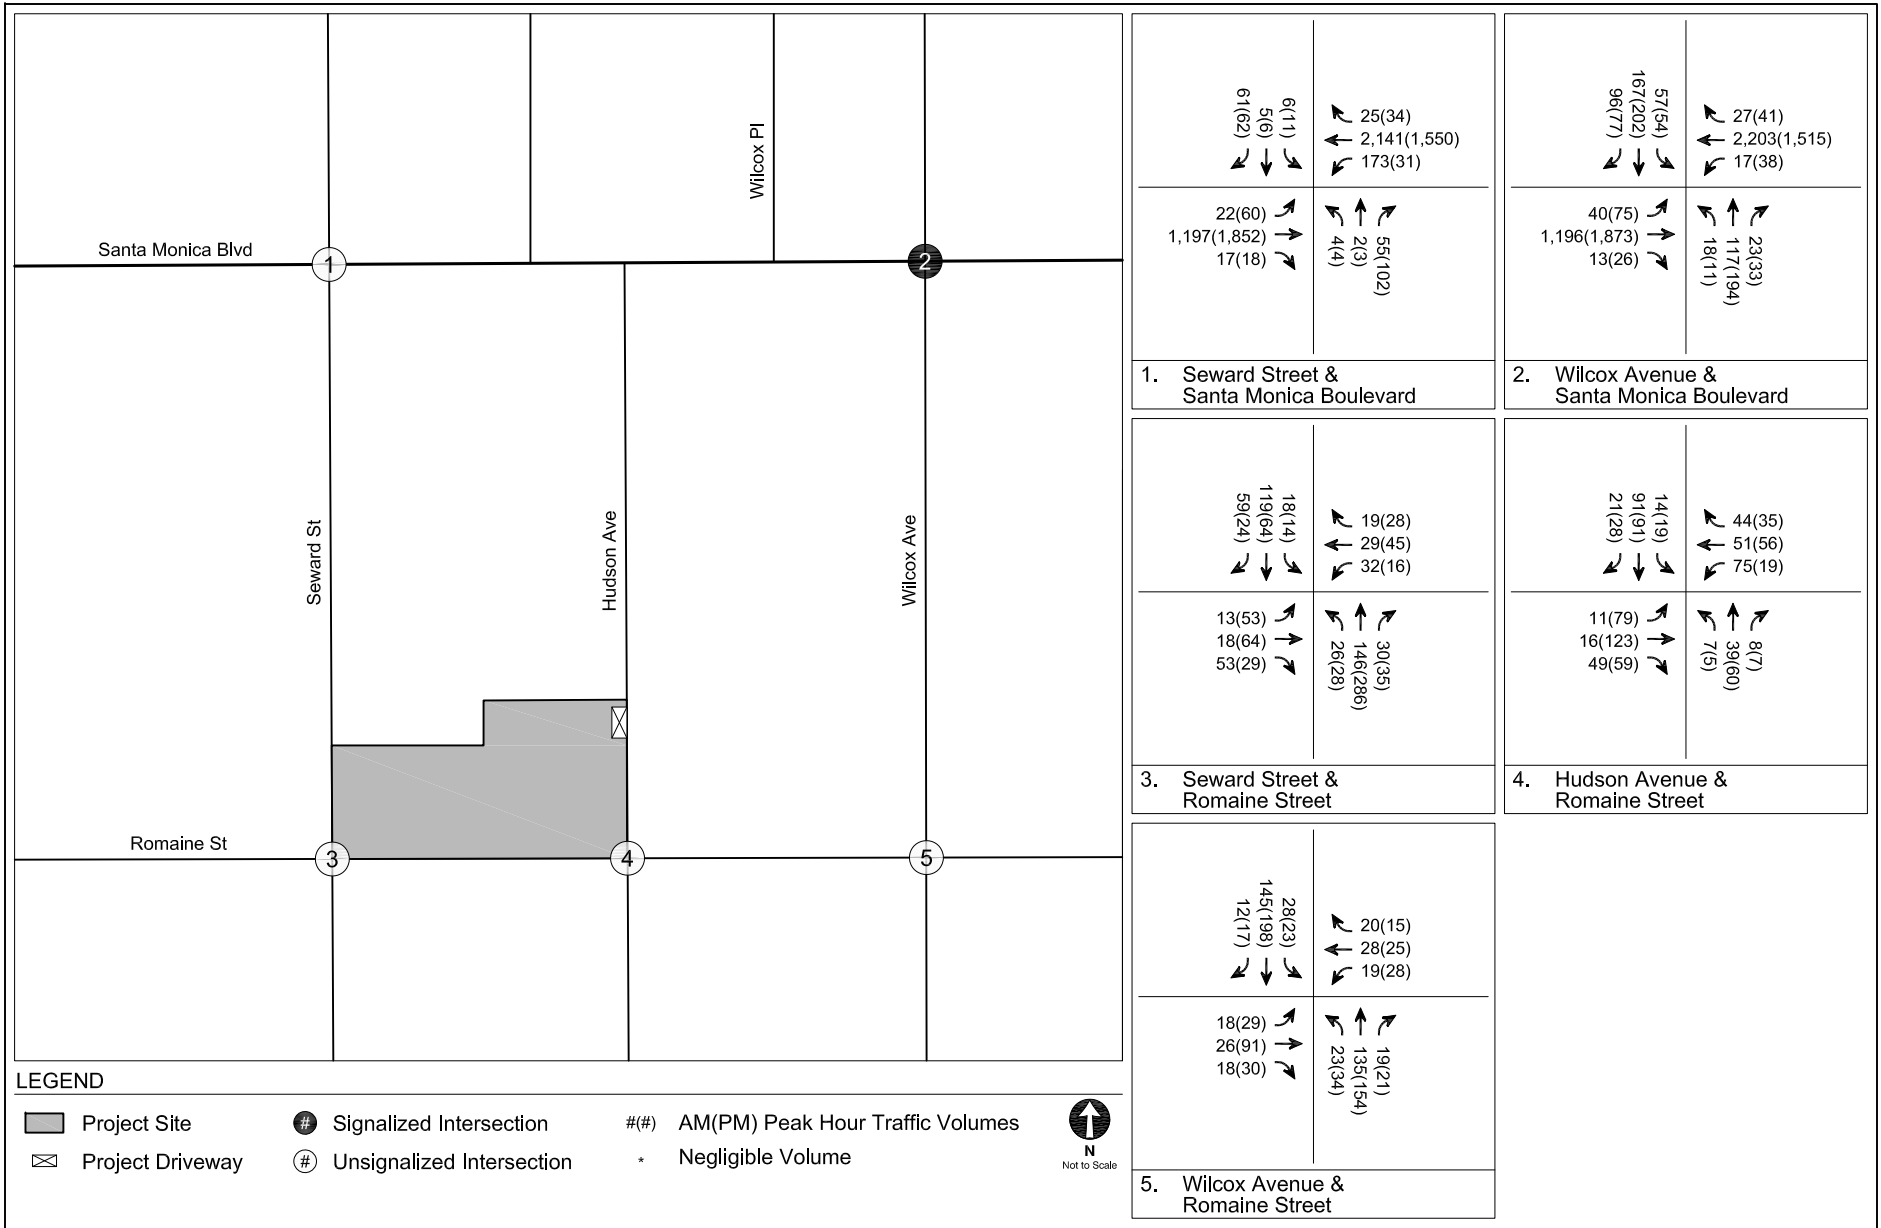 Wilcox Pl
Santa Monica Blvd
1
2
Seward St
Hudson Ave
Wilcox Ave
Romaine St
3
4
5
LEGEND
Project Site
# Signalized Intersection
#(#) AM(PM) Peak Hour Traffic Volumes
Project Driveway
# Unsignalized Intersection
* Negligible Volume
N
Not to Scale
61(62)
5(6)
6(11)
25(34)
2,141(1,550)
173(31)
22(60)
1,197(1,852)
17(18)
4(4)
2(3)
55(102)
1. Seward Street &
Santa Monica Boulevard
96(77)
167(202)
57(54)
27(41)
2,203(1,515)
17(38)
40(75)
1,196(1,873)
13(26)
18(11)
117(194)
23(33)
2. Wilcox Avenue &
Santa Monica Boulevard
59(24)
119(64)
18(14)
19(28)
29(45)
32(16)
13(53)
18(64)
53(29)
26(28)
146(286)
30(35)
3. Seward Street &
Romaine Street
21(28)
91(91)
14(19)
44(35)
51(56)
75(19)
11(79)
16(123)
49(59)
7(5)
39(60)
8(7)
4. Hudson Avenue &
Romaine Street
12(17)
145(198)
28(23)
20(15)
28(25)
19(28)
18(29)
26(91)
18(30)
23(34)
135(154)
19(21)
5. Wilcox Avenue &
Romaine Street